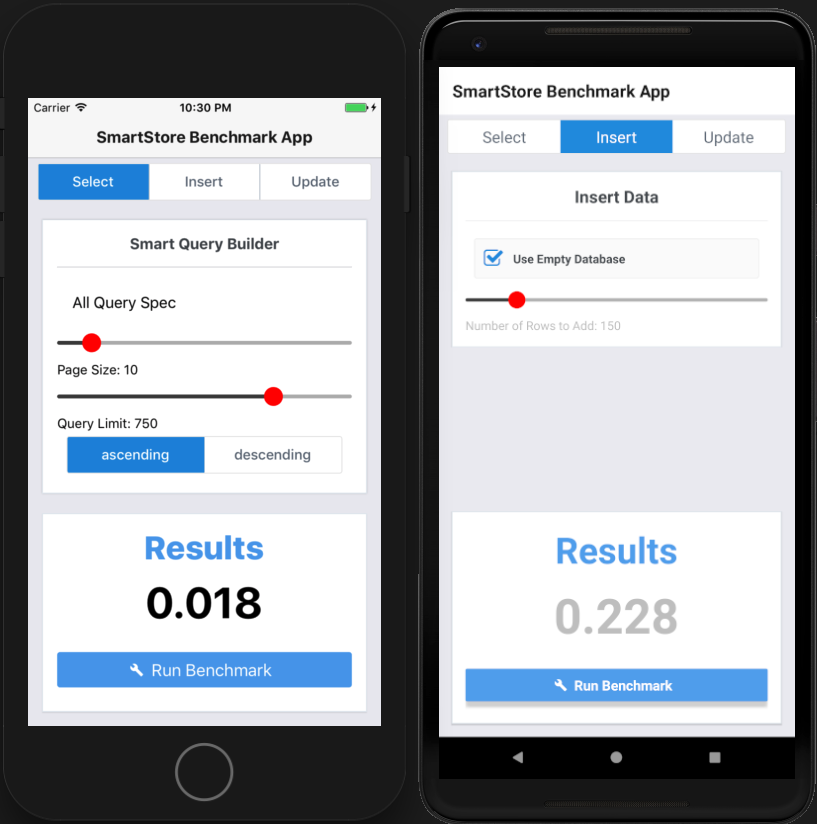 Carrier
10:30 PM
SmartStore Benchmark App
Select
Insert
Update
Smart Query Builder
All Query Spec
Page Size: 10
Query Limit: 750
ascending
descending
Results
0.018
Run Benchmark
SmartStore Benchmark App
Select
Insert
Update
Insert Data
Use Empty Database
Number of Rows to Add: 150
Results
0.228
Run Benchmark